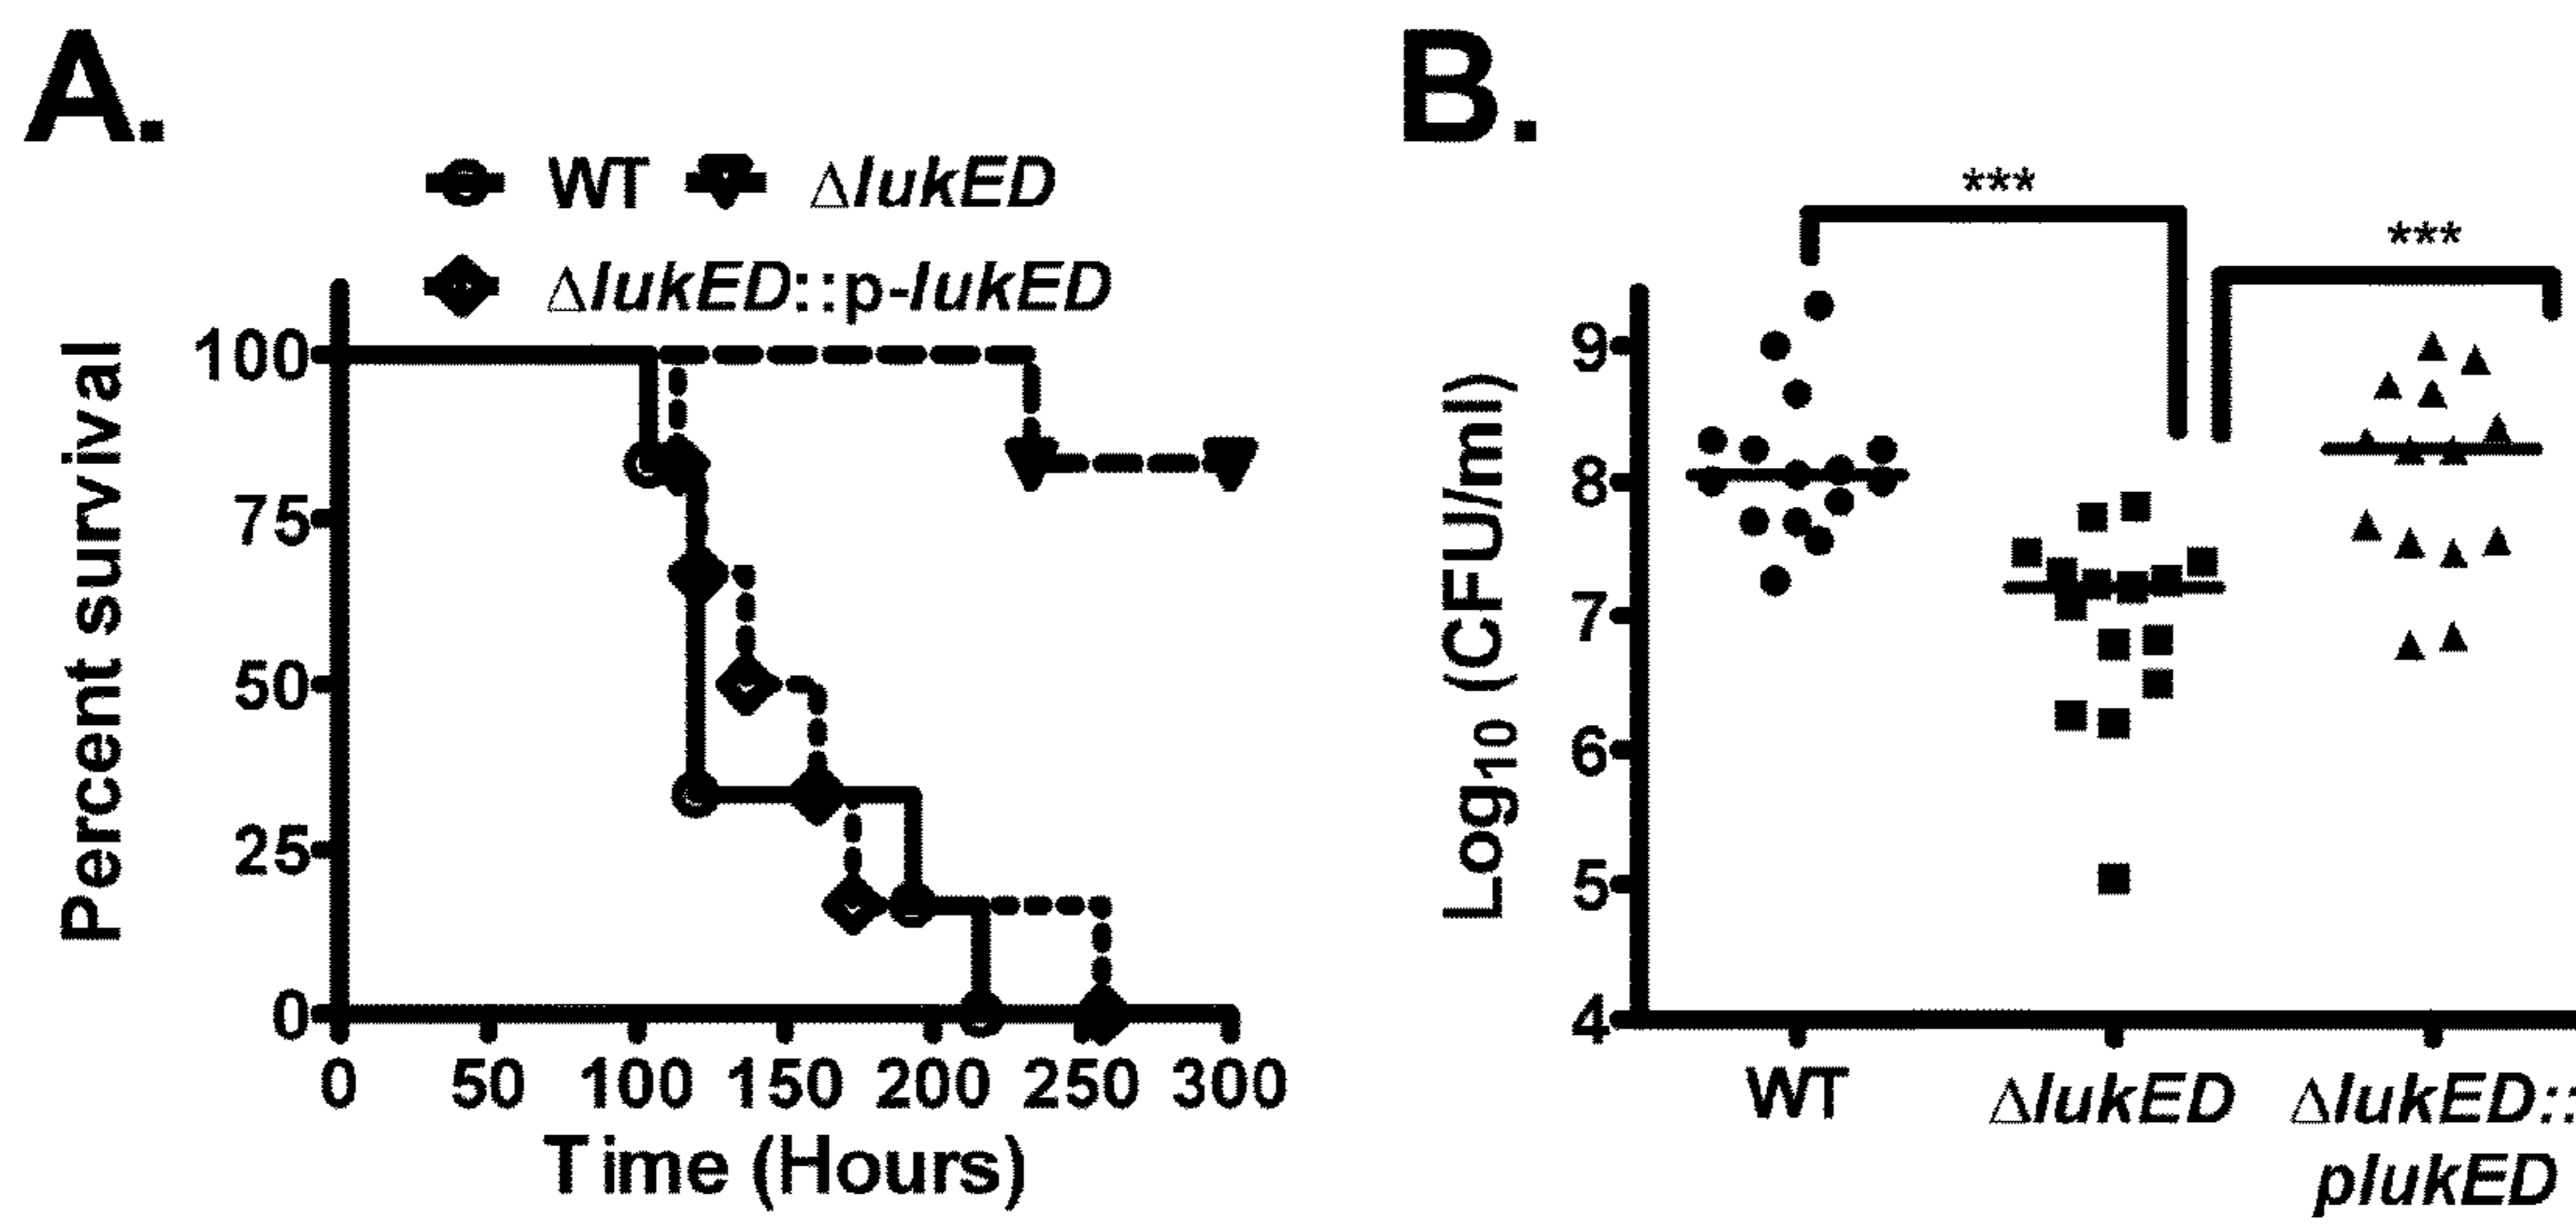 A.
WT ΔlukED
ΔlukED::p-lukED
Percent survival
100
75
50
25
0
0 50 100 150 200 250 300
Time (Hours)
B.
***
***
Log10 (CFU/ml)
9
8
7
6
5
4
WT ΔlukED ΔlukED::
plukED